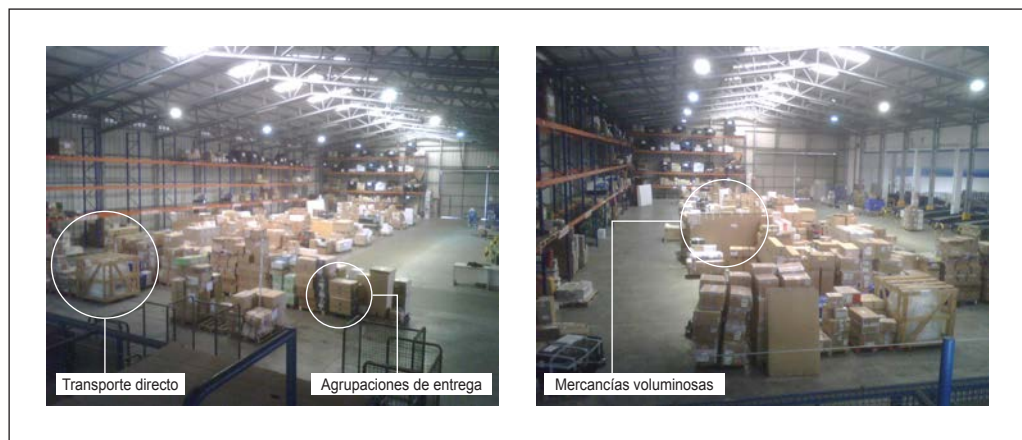 Transporte directo
Agrupaciones de entrega
Mercancías voluminosas